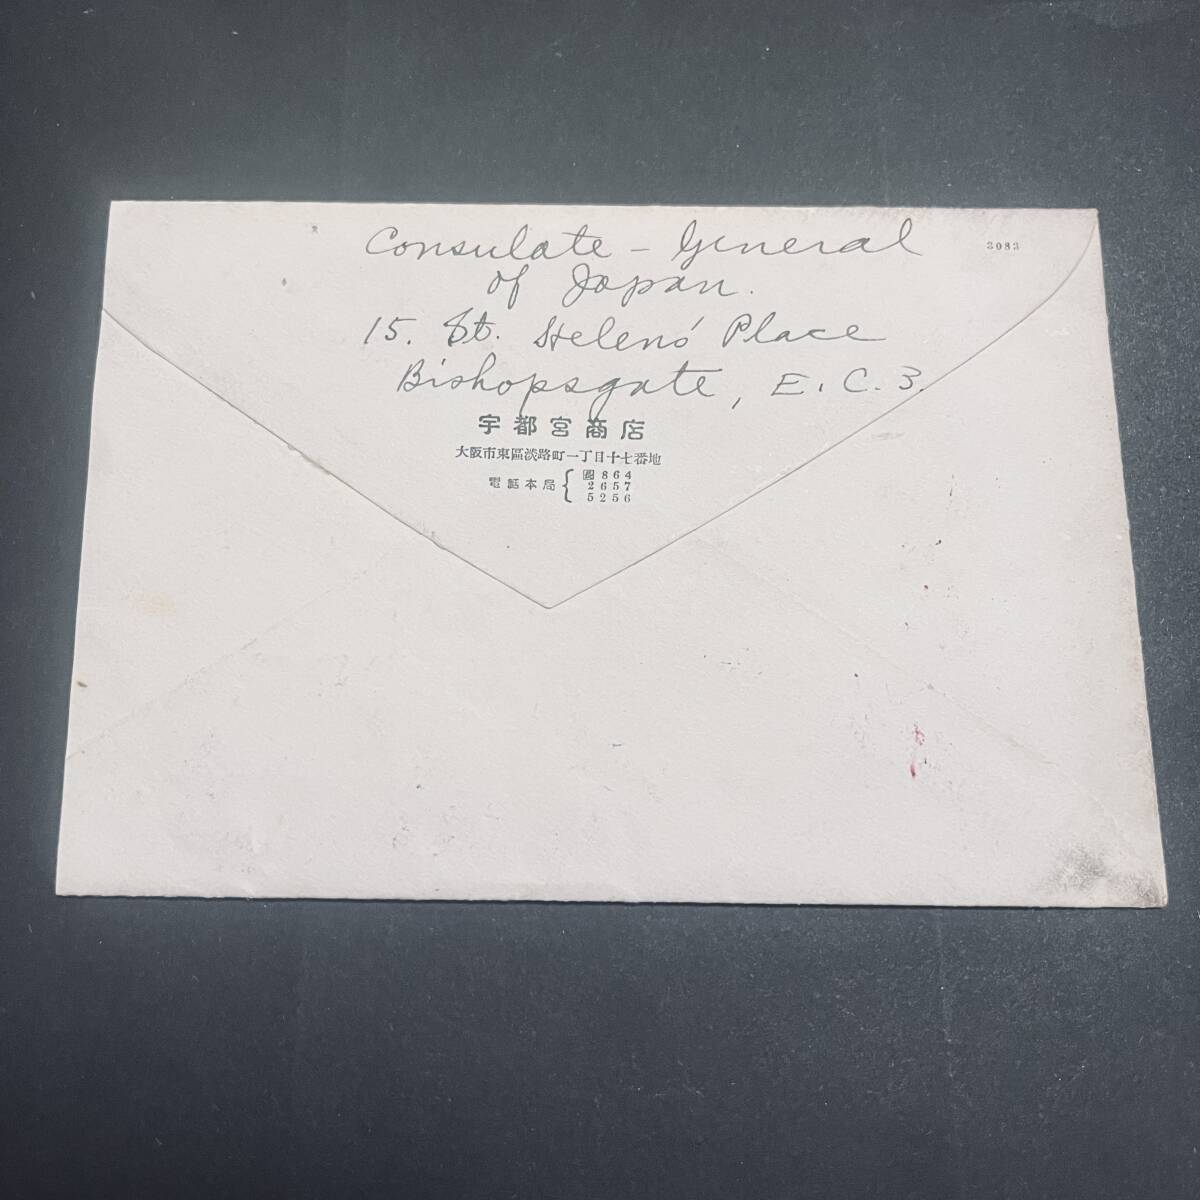 Consulate - General
of Japan.
15. St. Helens' Place
Bishopsgate, E.C.3.
3083
宇都宮商店
大阪市東區淡路町一丁目十七番地
電話本局
864
2657
5256